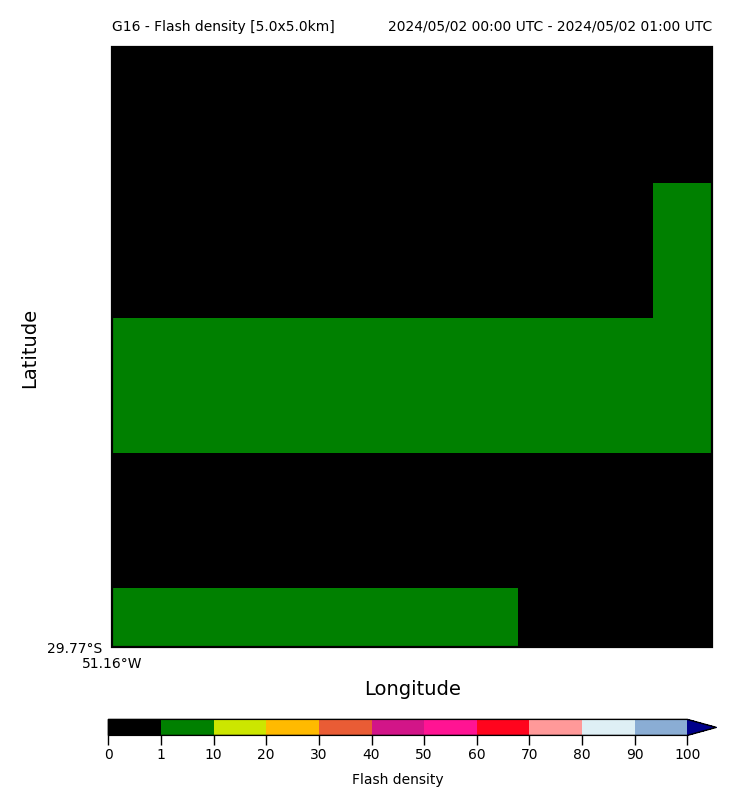 G16 - Flash density [5.0x5.0km] 2024/05/02 00:00 UTC - 2024/05/02 01:00 UTC
Latitude
29.77°S
51.16°W
Longitude
0 1 10 20 30 40 50 60 70 80 90 100
Flash density